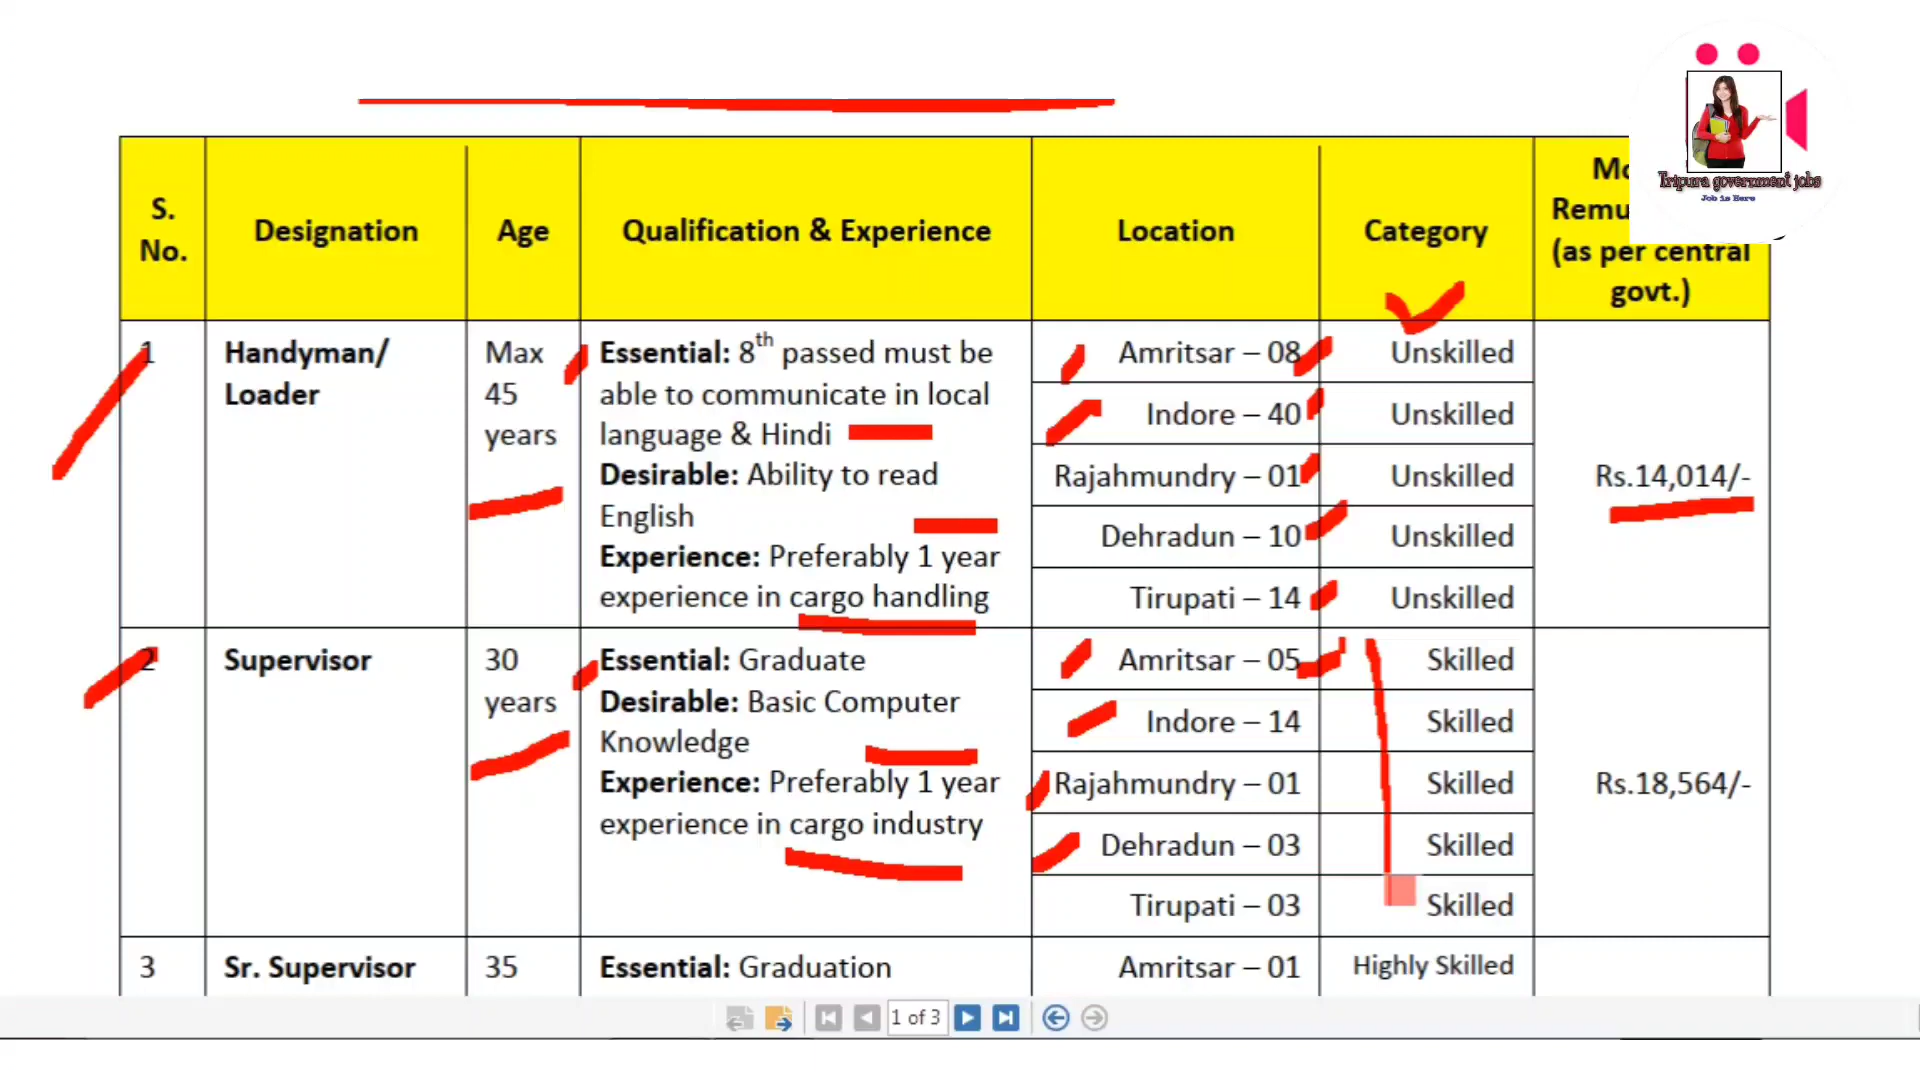 Tripura government jobs
Job is Here
S. No.
Designation
Age
Qualification & Experience
Location
Category
Remu
(as per central
govt.)
1
Handyman/
Loader
Max
45
years
Essential: 8th passed must be
able to communicate in local
language & Hindi
Desirable: Ability to read
English
Experience: Preferably 1 year
experience in cargo handling
Amritsar – 08 Unskilled
Indore – 40 Unskilled
Rajahmundry – 01 Unskilled
Dehradun – 10 Unskilled
Tirupati – 14 Unskilled
Rs.14,014/-
2
Supervisor
30
years
Essential: Graduate
Desirable: Basic Computer
Knowledge
Experience: Preferably 1 year
experience in cargo industry
Amritsar – 05 Skilled
Indore – 14 Skilled
Rajahmundry – 01 Skilled
Dehradun – 03 Skilled
Tirupati – 03 Skilled
Rs.18,564/-
3 Sr. Supervisor 35 Essential: Graduation Amritsar – 01 Highly Skilled
1 of 3